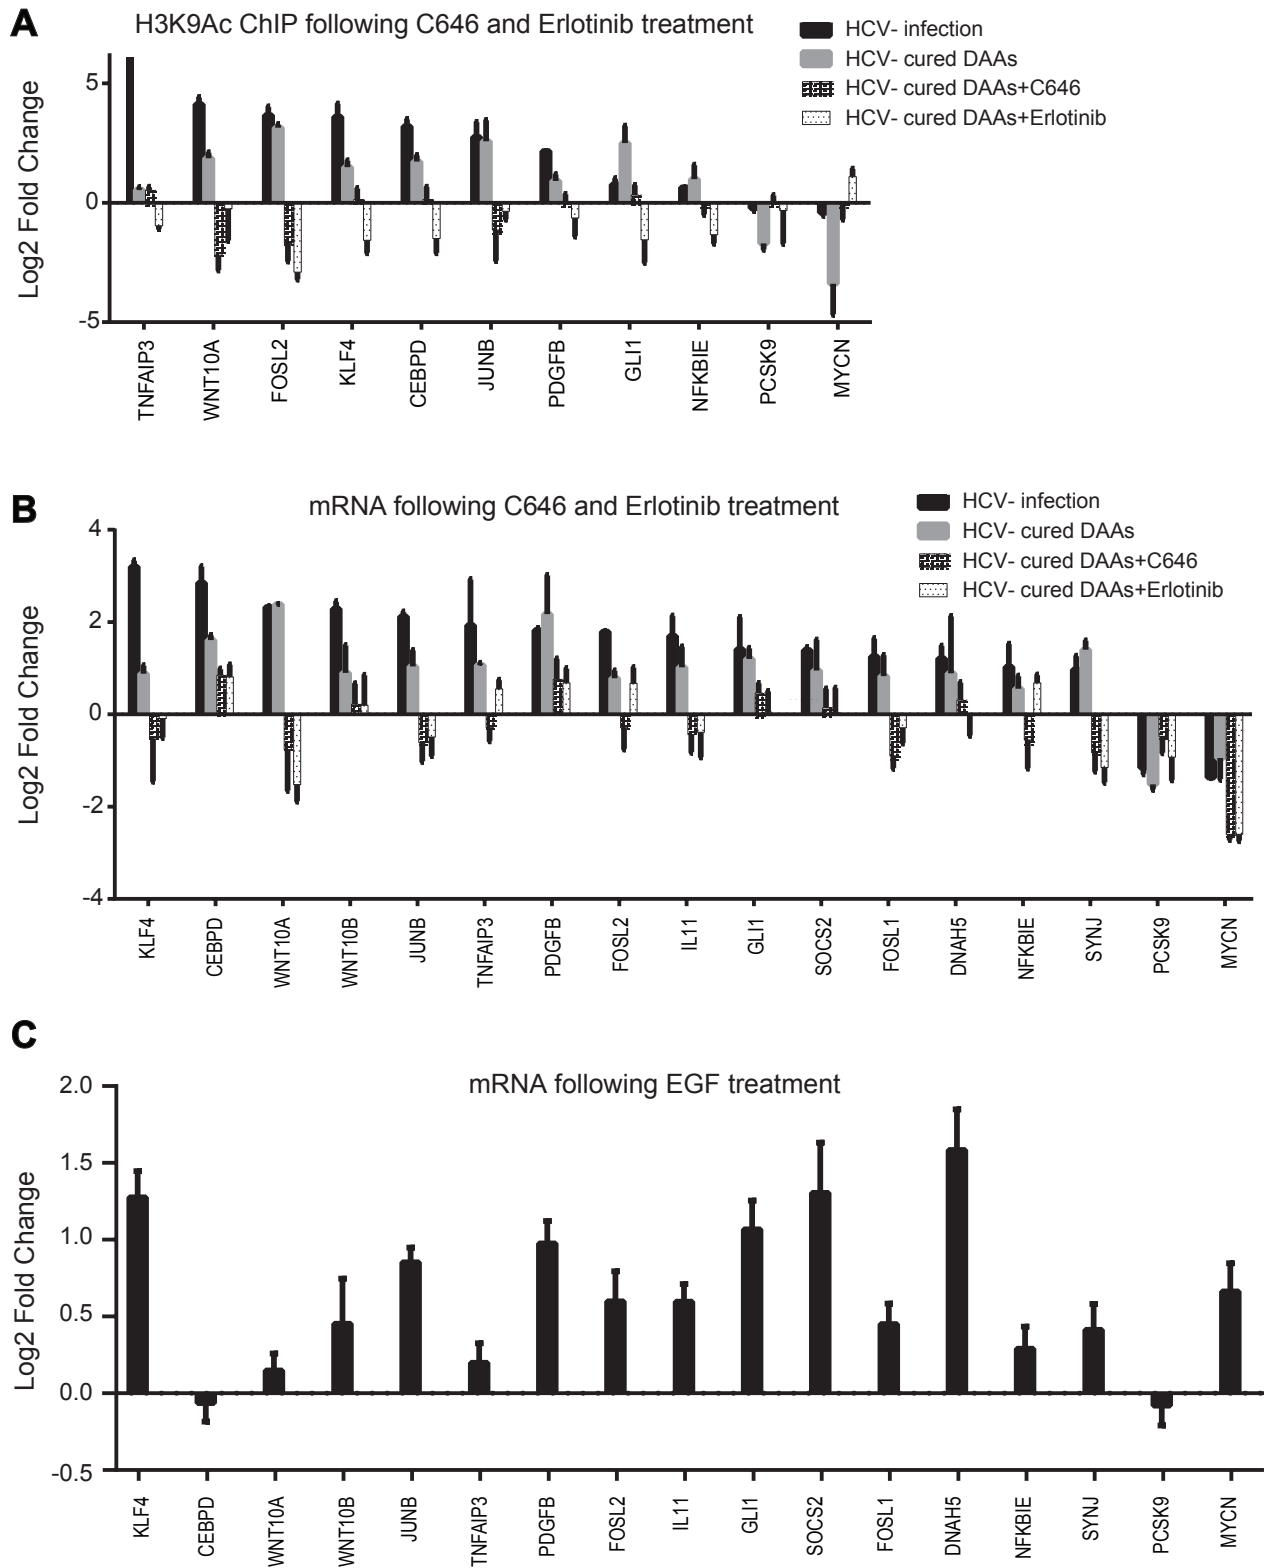 A
H3K9Ac ChIP following C646 and Erlotinib treatment
HCV- infection
HCV- cured DAAs
HCV- cured DAAs+C646
HCV- cured DAAs+Erlotinib
Log2 Fold Change
5
0
-5
TNFAIP3
WNT10A
FOSL2
KLF4
CEBPD
JUNB
PDGFB
GLI1
NFKBIE
PCSK9
MYCN
B
mRNA following C646 and Erlotinib treatment
HCV- infection
HCV- cured DAAs
HCV- cured DAAs+C646
HCV- cured DAAs+Erlotinib
Log2 Fold Change
4
2
0
-2
-4
KLF4
CEBPD
WNT10A
WNT10B
JUNB
TNFAIP3
PDGFB
FOSL2
IL11
GLI1
SOCS2
FOSL1
DNAH5
NFKBIE
SYNJ
PCSK9
MYCN
C
mRNA following EGF treatment
Log2 Fold Change
2.0
1.5
1.0
0.5
0.0
-0.5
KLF4
CEBPD
WNT10A
WNT10B
JUNB
TNFAIP3
PDGFB
FOSL2
IL11
GLI1
SOCS2
FOSL1
DNAH5
NFKBIE
SYNJ
PCSK9
MYCN